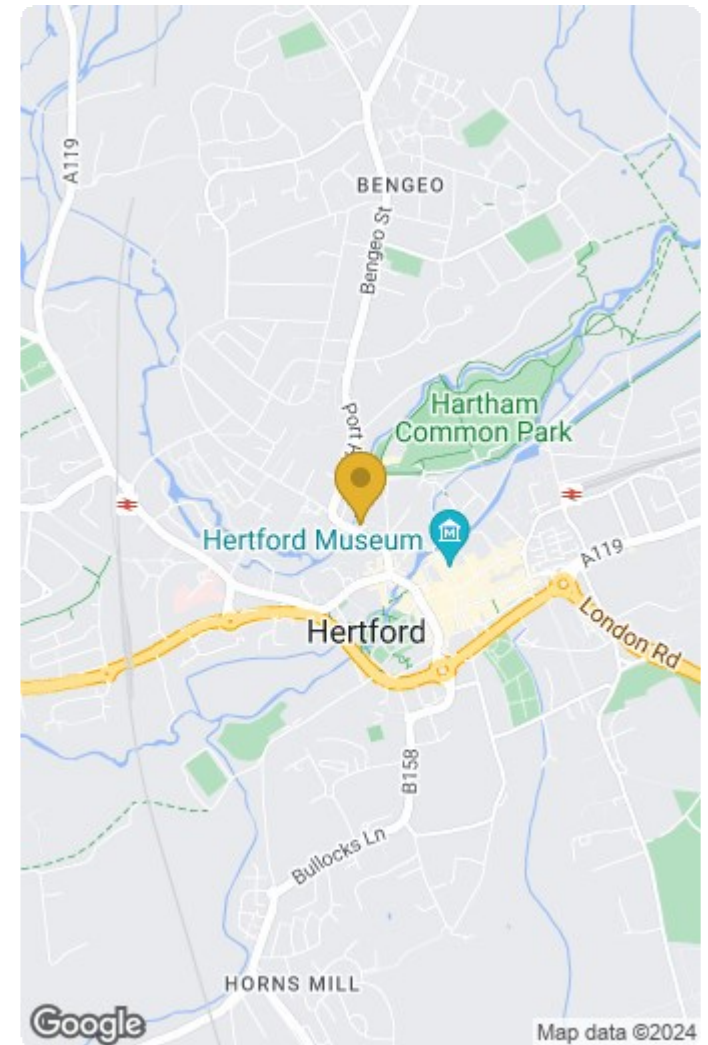 A119
BENGEO
Bengeo St
Hartham
Common Park
Port
Hertford Museum
M
A119
Hertford
London Rd
B158
Bullocks Ln
HORNS MILL
Google
Map data ©2024